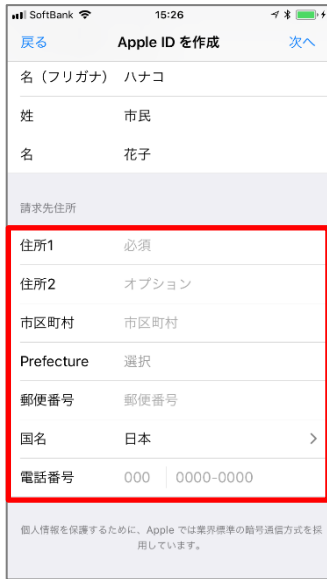 SoftBank 15:26
戻る Apple ID を作成 次へ
名（フリガナ） ハナコ
姓 市民
名 花子
請求先住所
住所1 必須
住所2 オプション
市区町村 市区町村
Prefecture 選択
郵便番号 郵便番号
国名 日本
電話番号 000 0000-0000
個人情報を保護するために、Apple では業界標準の暗号通信方式を採
用しています。